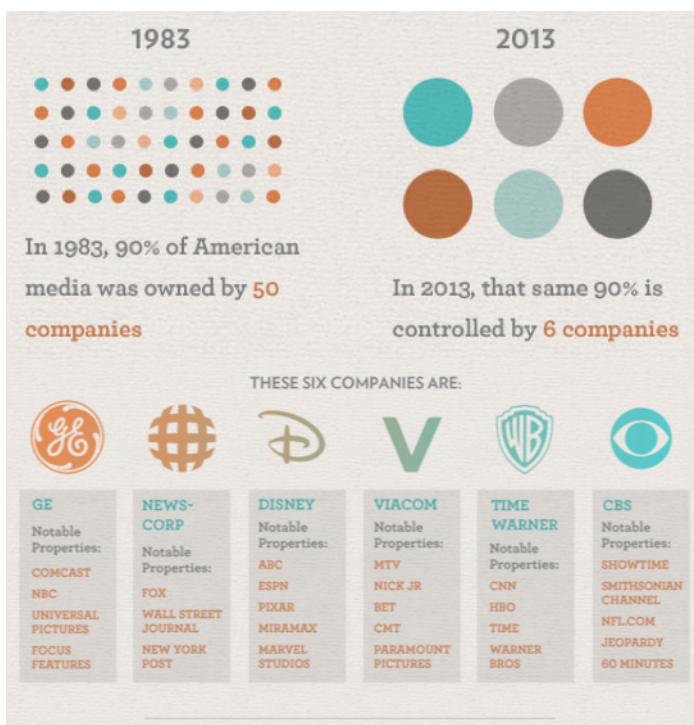 1983
2013
In 1983, 90% of American
media was owned by 50
companies
In 2013, that same 90% is
controlled by 6 companies
THESE SIX COMPANIES ARE:
GE
V
WB
GE
Notable
Properties:
COMCAST
NBC
UNIVERSAL
PICTURES
FOCUS
FEATURES
NEWS-
CORP
Notable
Properties:
FOX
WALL STREET
JOURNAL
NEW YORK
POST
DISNEY
Notable
Properties:
ABC
ESPN
PIXAR
MIRAMAX
MARVEL
STUDIOS
VIACOM
Notable
Properties:
MTV
NICK JR
BET
CMT
PARAMOUNT
PICTURES
TIME
WARNER
Notable
Properties:
CNN
HBO
TIME
WARNER
BROS
CBS
Notable
Properties:
SHOWTIME
SMITHSONIAN
CHANNEL
NFL.COM
JEOPARDY
60 MINUTES